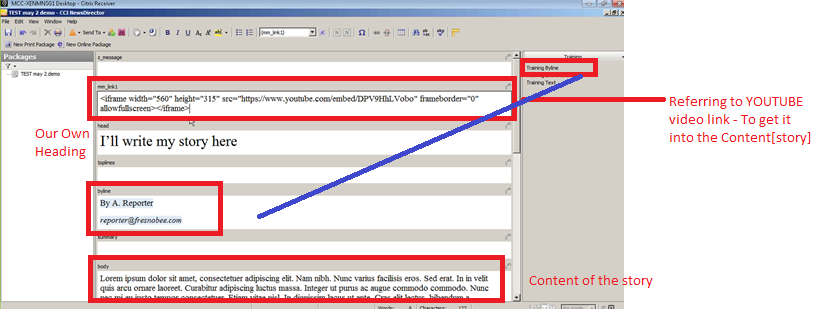 MCC-XENMN5G1 Desktop - Citrix Receiver
TEST may 2 demo - CCI NewsDirector
File Edit View Window Help
Send To
B I U A
(mm_link1)
New Print Package New Online Package
Packages
TEST may 2 demo
z_message
mm_link1
<iframe width="560" height="315" src="https://www.youtube.com/embed/DPV9HhLVobo" frameborder="0"
allowfullscreen></iframe>
head
I'll write my story here
toplines
byline
By A. Reporter
reporter@fresnobee.com
summary
body
Lorem ipsum dolor sit amet, consectetuer adipiscing elit. Nam nibh. Nunc varius facilisis eros. Sed erat. In in velit
quis arcu ornare laoreet. Curabitur adipiscing luctus massa. Integer ut purus ac augue commodo commodo. Nunc
nec mi eu justo tempor consectetuer. Etiam vitae nisl. In dignissim lacus ut ante. Cras elit lectus, bibendum a
Training
Training Byline
Training Text
Our Own
Heading
Referring to YOUTUBE
video link - To get it
into the Content[story]
Content of the story
Words: 6 Characters: 122